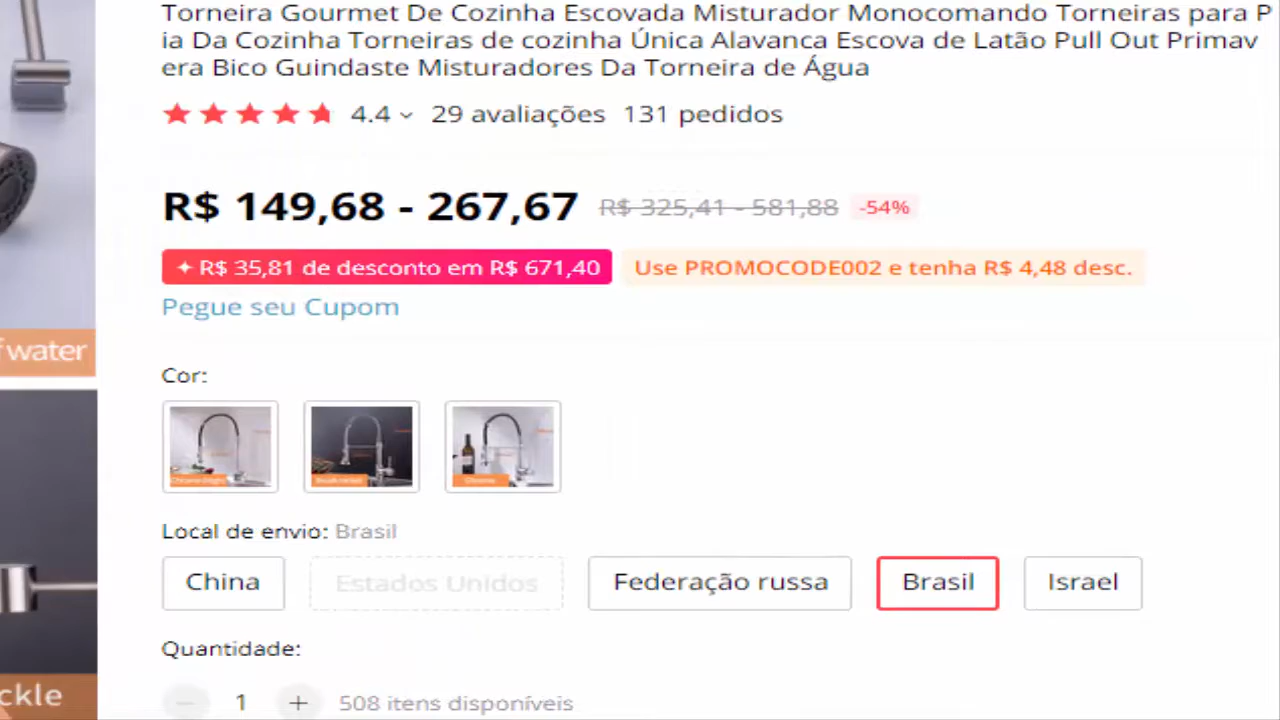 Torneira Gourmet De Cozinha Escovada Misturador Monocomando Torneiras para P
ia Da Cozinha Torneiras de cozinha Única Alavanca Escova de Latão Pull Out Primav
era Bico Guindaste Misturadores Da Torneira de Água
4.4 29 avaliações 131 pedidos
R$ 149,68 - 267,67 R$ 325,41 - 581,88 -54%
R$ 35,81 de desconto em R$ 671,40 Use PROMOCODE002 e tenha R$ 4,48 desc.
Pegue seu Cupom
f water
Cor:
Local de envio: Brasil
China Estados Unidos Federação russa Brasil Israel
Quantidade:
ckle
1 + 508 itens disponíveis